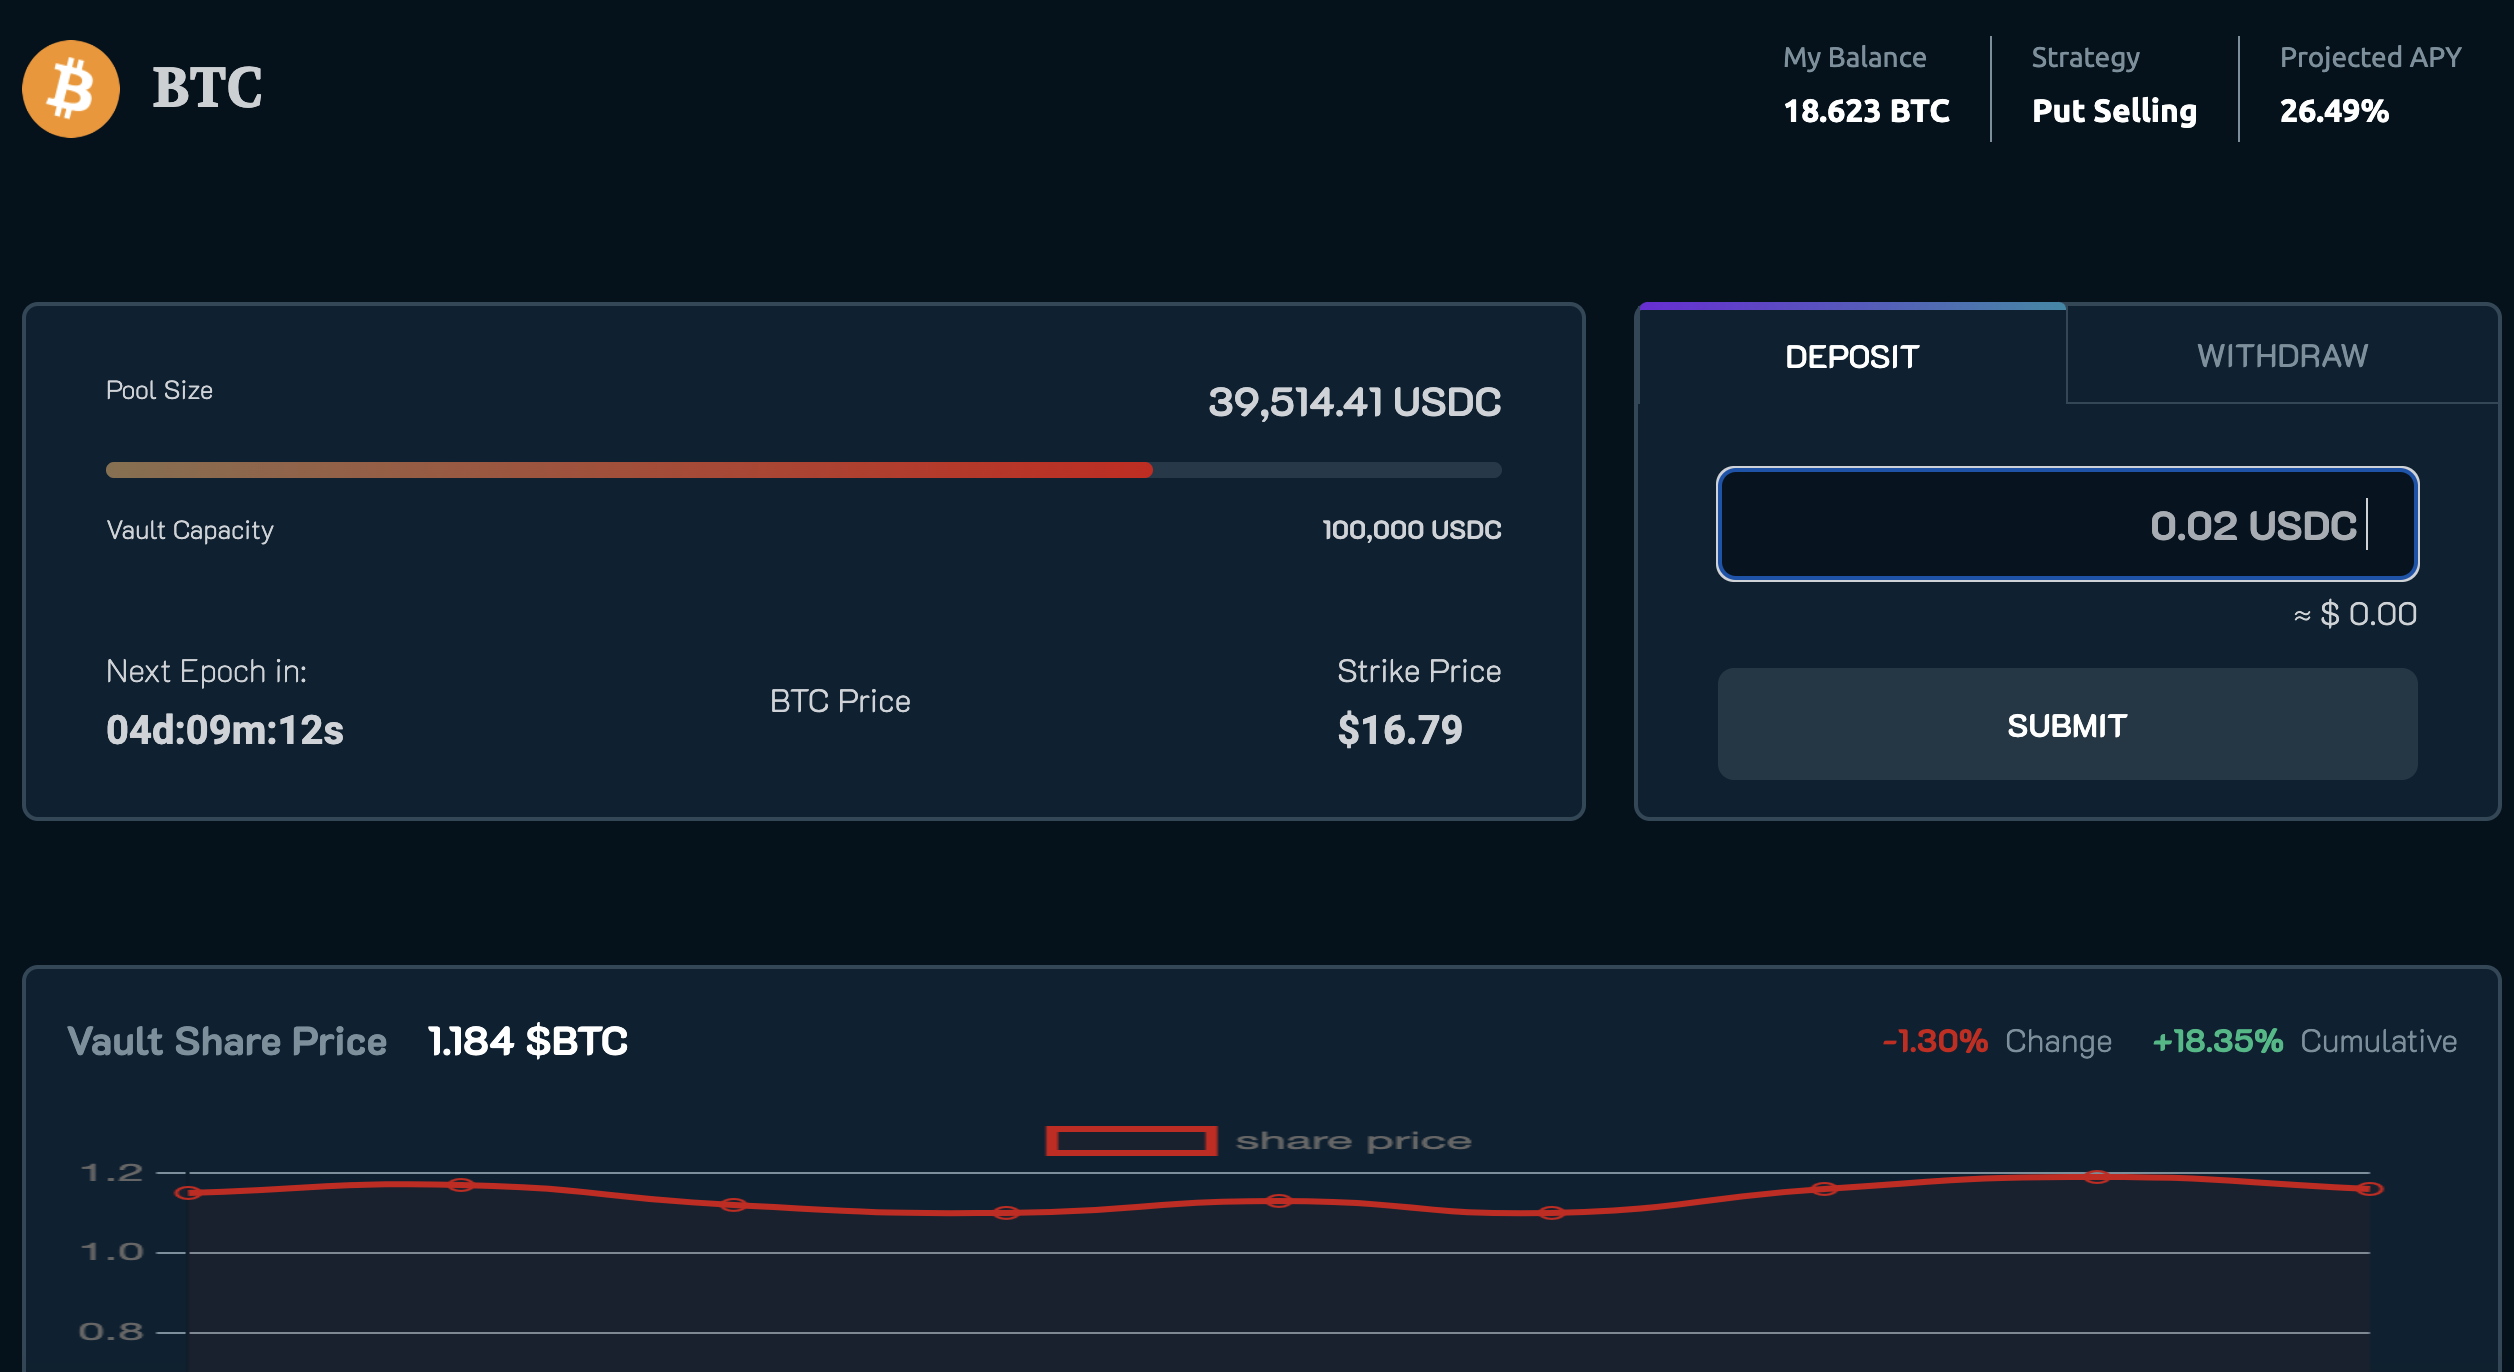 BTC
My Balance
18.623 BTC
Strategy
Put Selling
Projected APY
26.49%
Pool Size
39,514.41 USDC
Vault Capacity
100,000 USDC
Next Epoch in:
04d:09m:12s
BTC Price
Strike Price
$16.79
DEPOSIT
WITHDRAW
0.02 USDC
≈ $ 0.00
SUBMIT
Vault Share Price 1.184 $BTC
-1.30% Change +18.35% Cumulative
share price
1.2
1.0
0.8